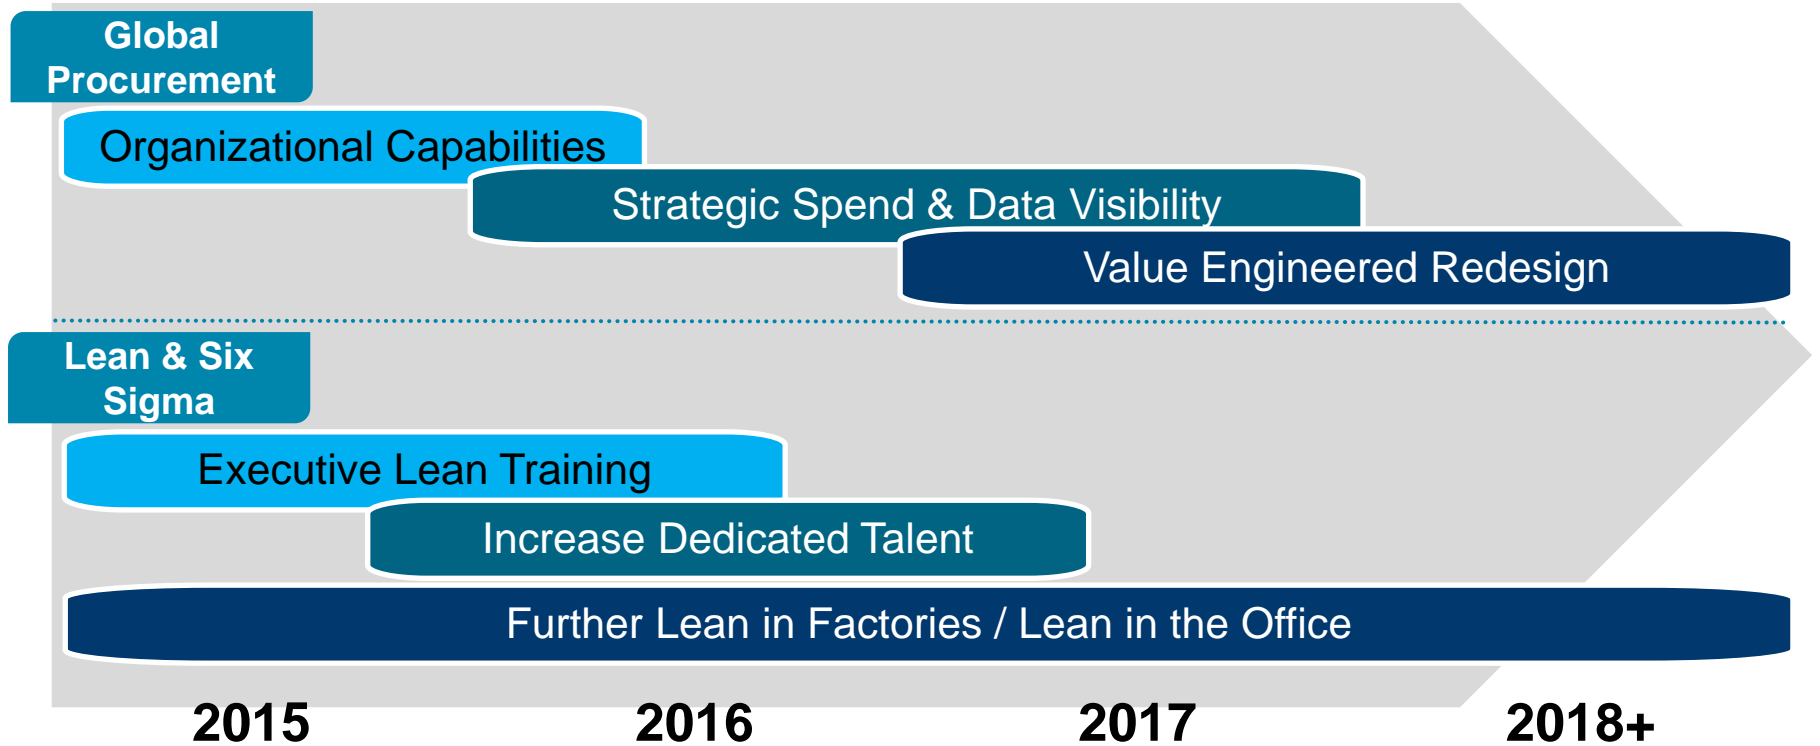 Global
Procurement
Organizational Capabilities
Strategic Spend & Data Visibility
Value Engineered Redesign
Lean & Six
Sigma
Executive Lean Training
Increase Dedicated Talent
Further Lean in Factories / Lean in the Office
2015 2016 2017 2018+